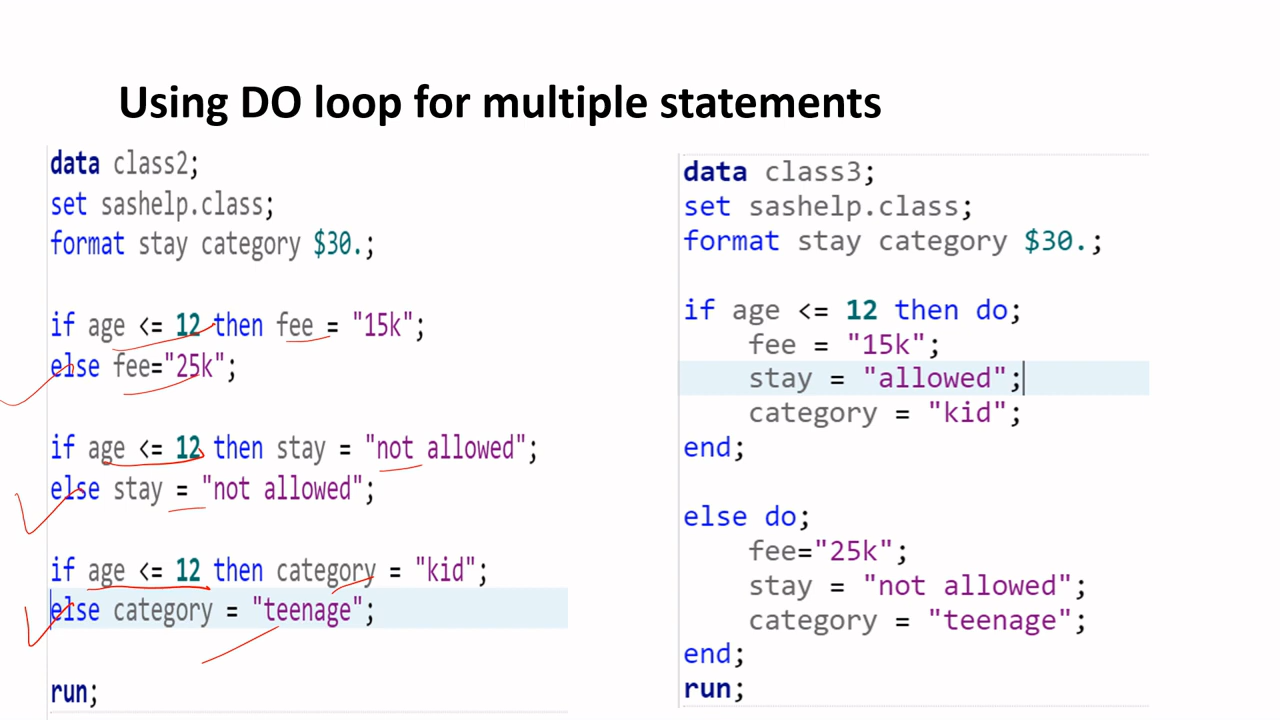 Using DO loop for multiple statements
data class2;
set sashelp.class;
format stay category $30.;
if age <= 12 then fee = "15k";
else fee="25k";
if age <= 12 then stay = "not allowed";
else stay = "not allowed";
if age <= 12 then category = "kid";
else category = "teenage";
run;
data class3;
set sashelp.class;
format stay category $30.;
if age <= 12 then do;
fee = "15k";
stay = "allowed";
category = "kid";
end;
else do;
fee="25k";
stay = "not allowed";
category = "teenage";
end;
run;